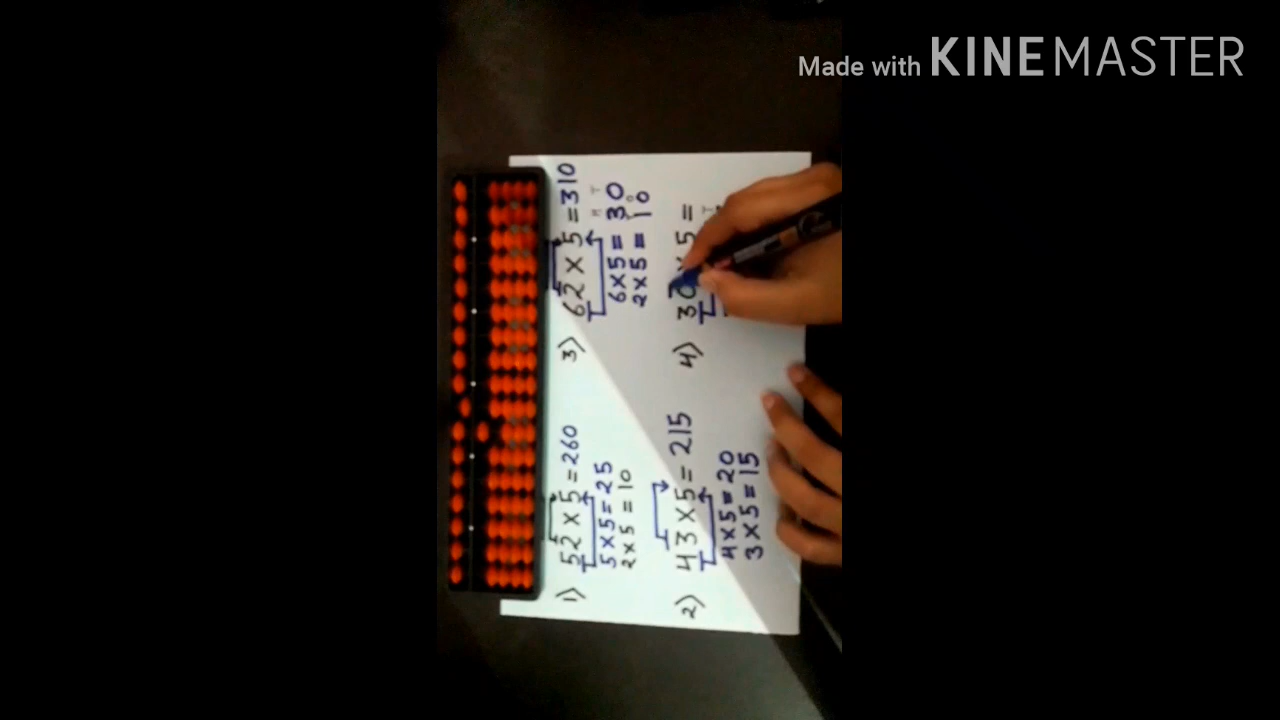 Made with KINEMASTER
1) 52 × 5 = 260
5 × 5 = 25
2 × 5 = 10
2) 43 × 5 = 215
4 × 5 = 20
3 × 5 = 15
3) 62 × 5 = 310
H T
6 × 5 = 30
T O
2 × 5 = 10
4) 30 × 5 =
T